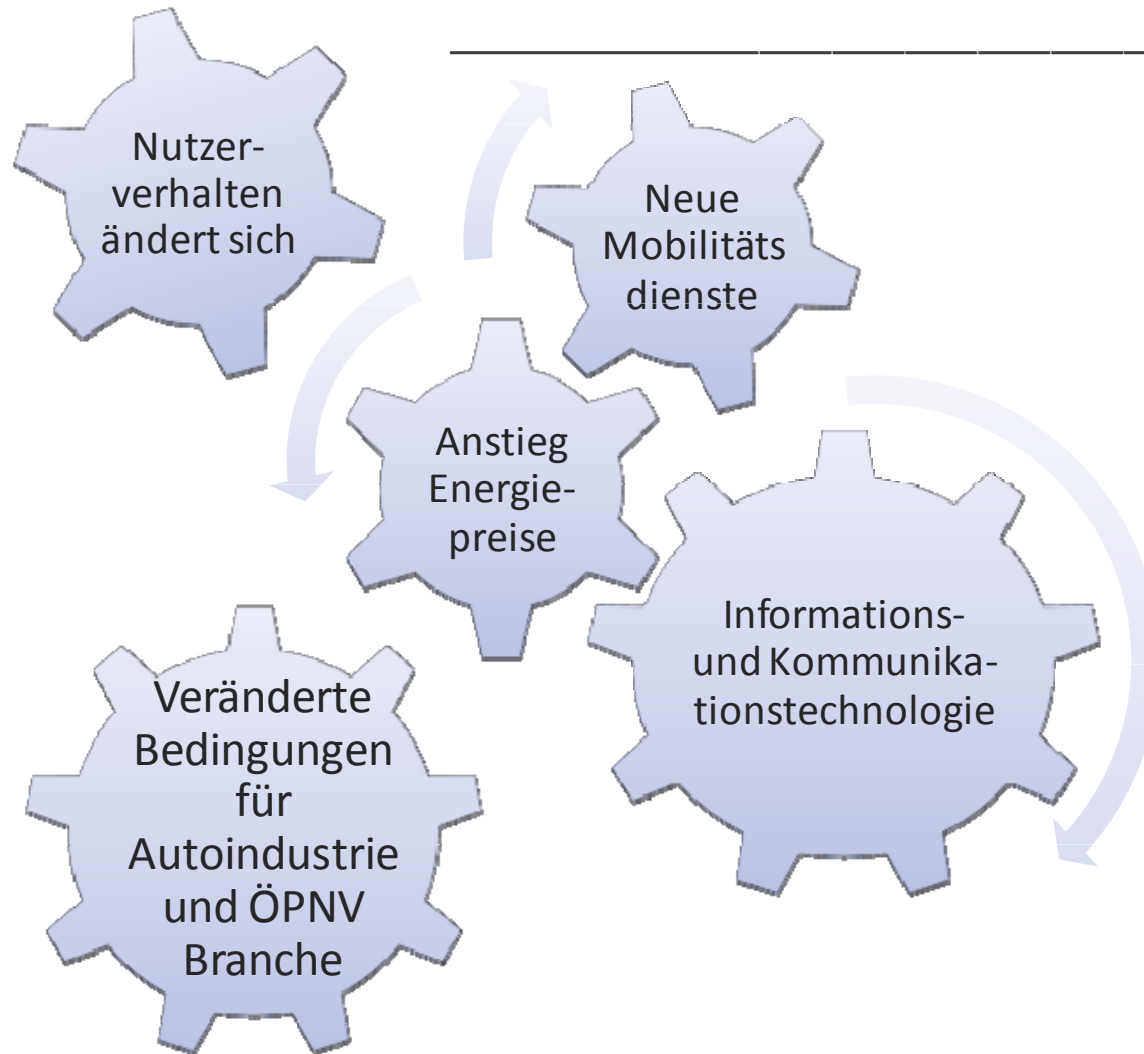 Nutzer-
verhalten
ändert sich
Neue
Mobilitäts
dienste
Anstieg
Energie-
preise
Informations-
und Kommunika-
tionstechnologie
Veränderte
Bedingungen
für
Autoindustrie
und ÖPNV
Branche